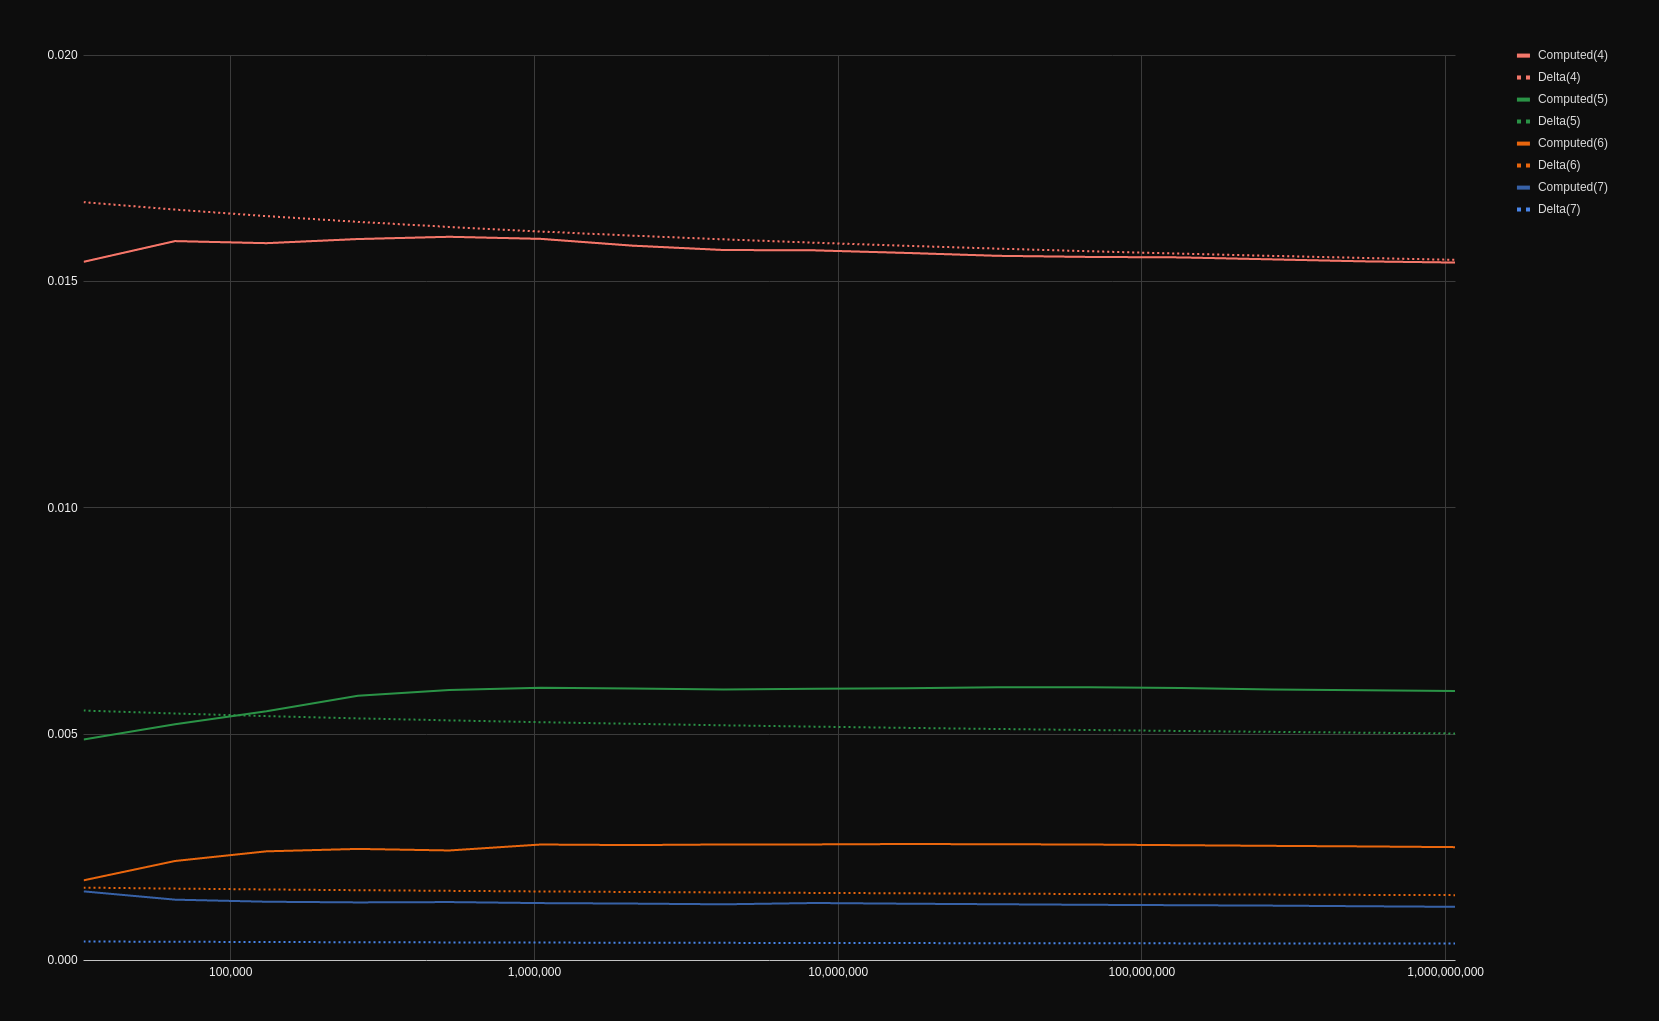 0.020
0.015
0.010
0.005
0.000
100,000
1,000,000
10,000,000
100,000,000
1,000,000,000
Computed(4)
Delta(4)
Computed(5)
Delta(5)
Computed(6)
Delta(6)
Computed(7)
Delta(7)